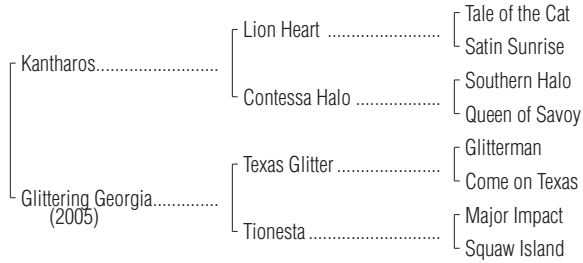 Tale of the Cat
Lion Heart ........................
Satin Sunrise
Kantharos..........................
Southern Halo
Contessa Halo ..................
Queen of Savoy
Glitterman
Texas Glitter ......................
Come on Texas
Glittering Georgia..............
(2005)
Major Impact
Tionesta ............................
Squaw Island